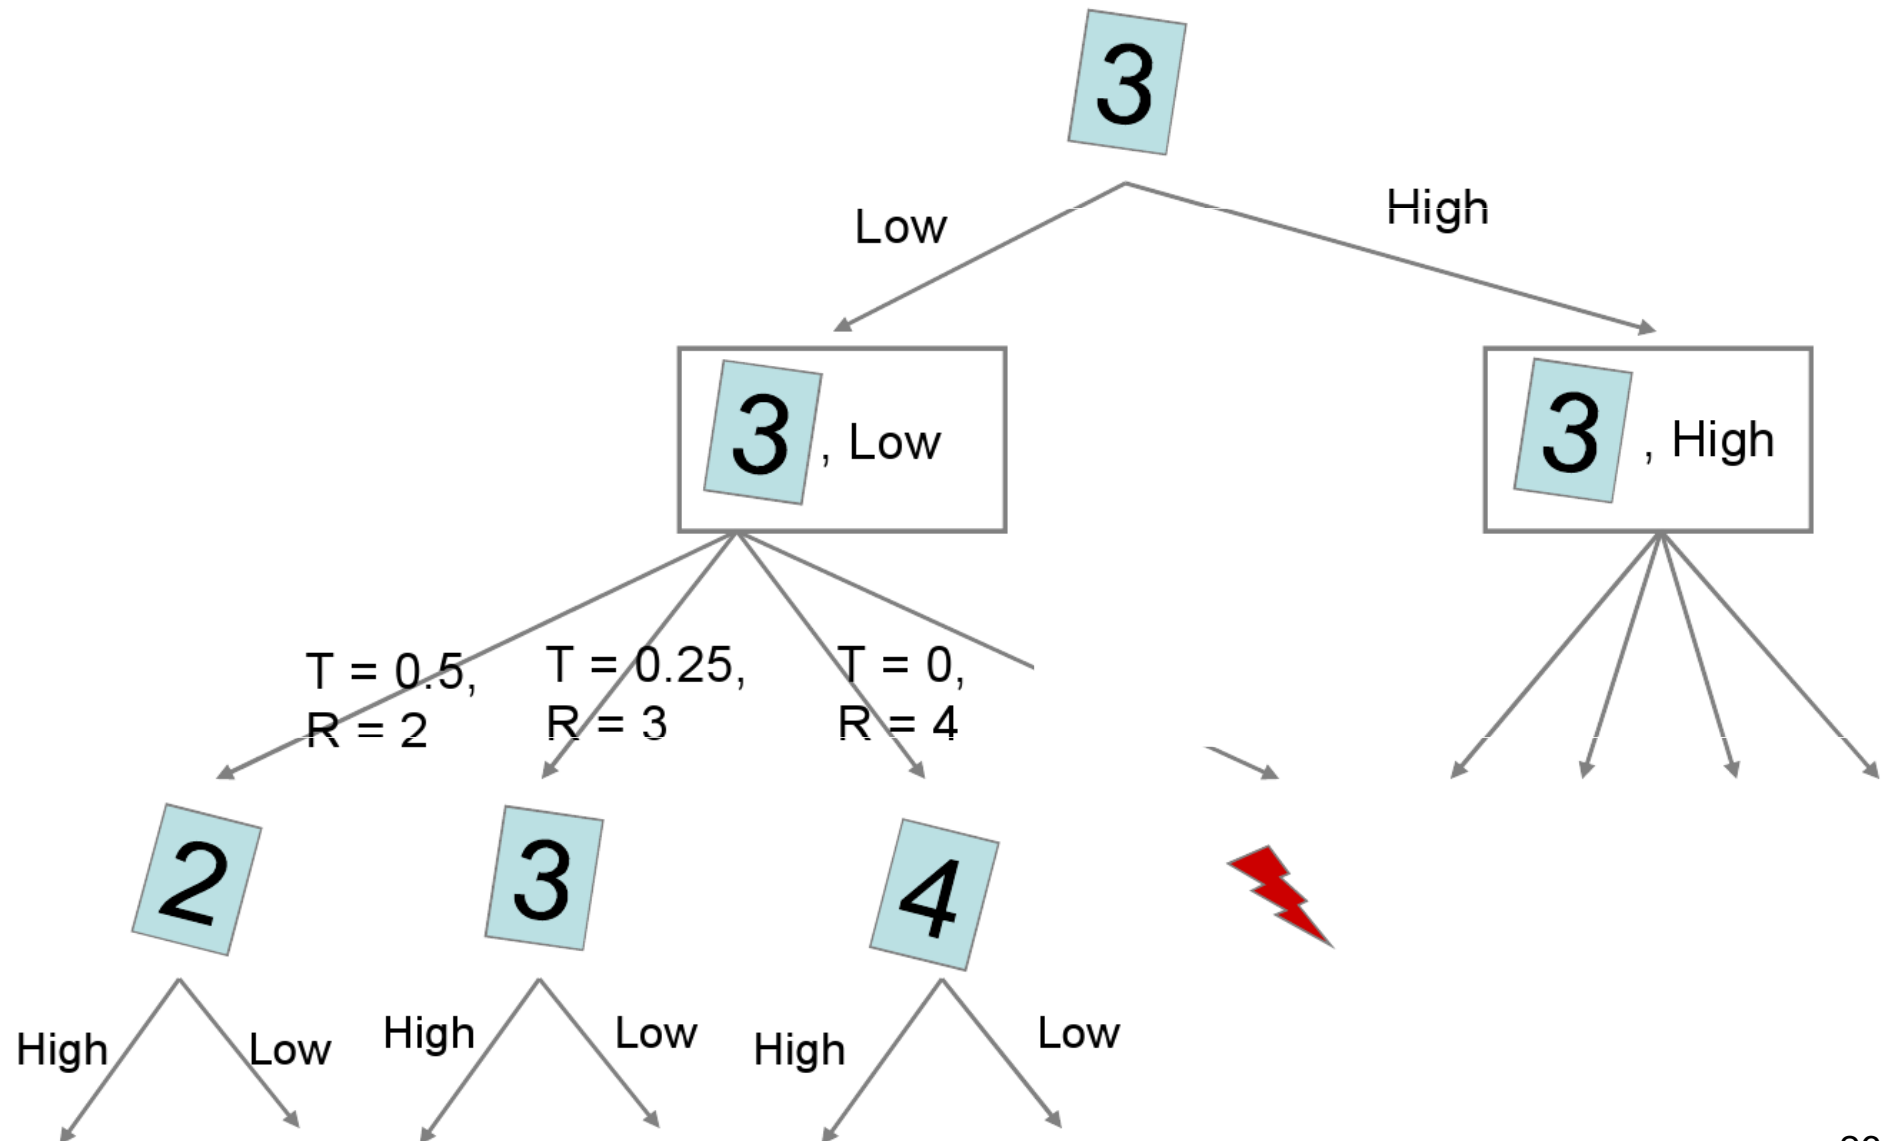 3
Low
High
3 , Low
3 , High
T = 0.5,
R = 2
T = 0.25,
R = 3
T = 0,
R = 4
2
3
4
High
Low
High
Low
High
Low